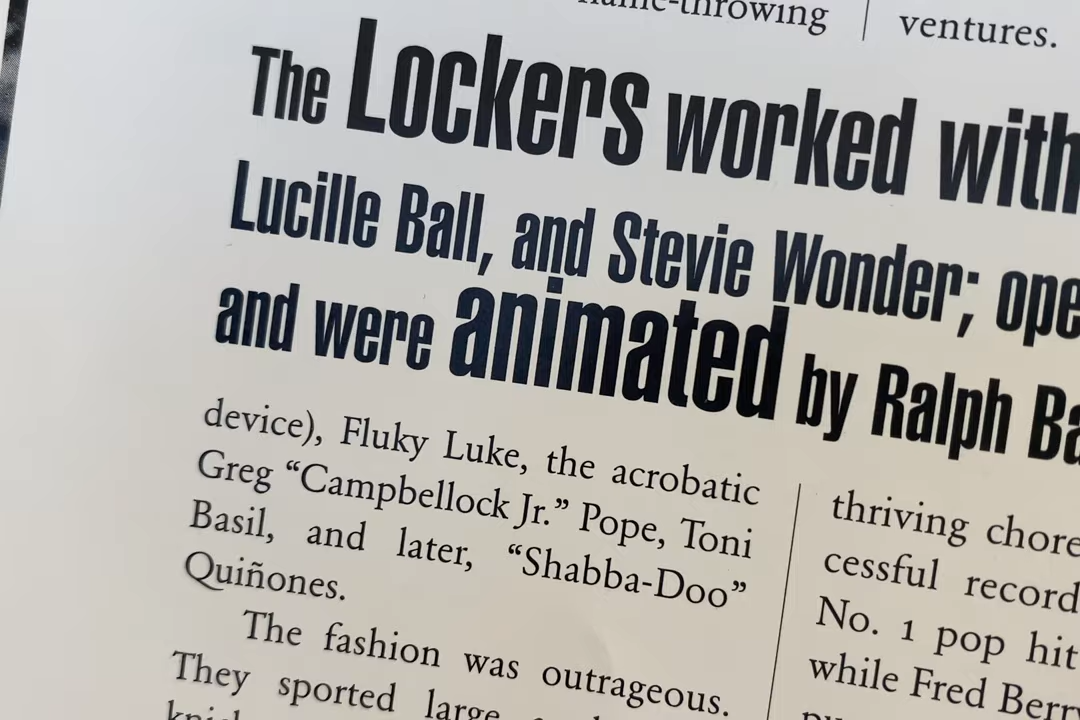 throwing
ventures.
The Lockers worked with
Lucille Ball, and Stevie Wonder; ope
and were animated by Ralph Ba
device), Fluky Luke, the acrobatic
Greg “Campbellock Jr.” Pope, Toni
Basil, and later, “Shabba-Doo”
Quiñones.
The fashion was outrageous.
They sported large
thriving chore
cessful record
No. 1 pop hit
while Fred Berry